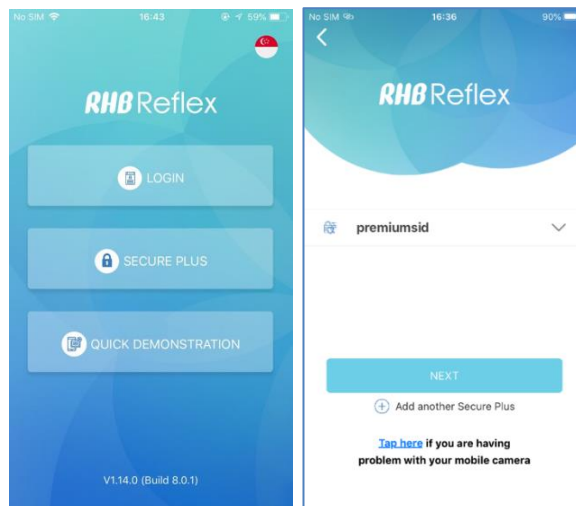 No SIM 16:43 59%
RHB Reflex
LOGIN
SECURE PLUS
QUICK DEMONSTRATION
V1.14.0 (Build 8.0.1)
No SIM 16:36 90%
RHB Reflex
premiumsid
NEXT
Add another Secure Plus
Tap here if you are having
problem with your mobile camera